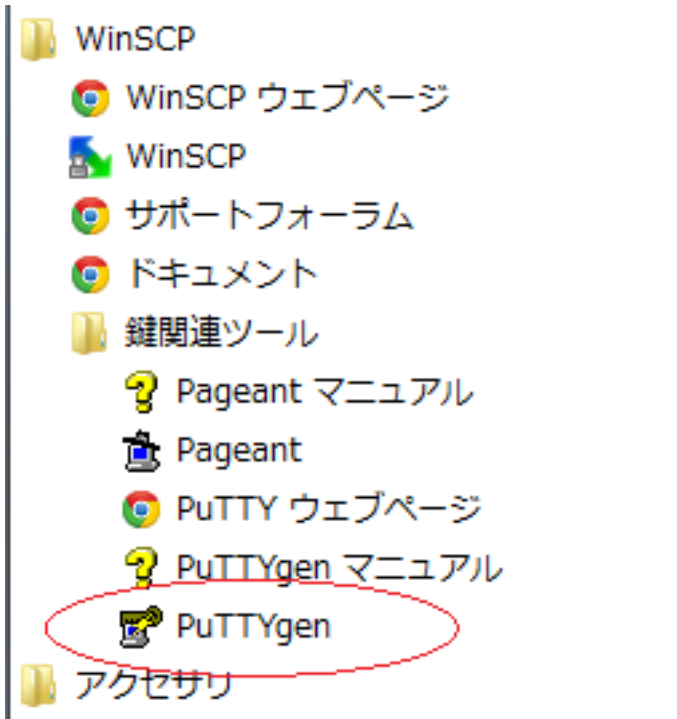 WinSCP
WinSCP ウェブページ
WinSCP
サポートフォーラム
ドキュメント
鍵関連ツール
Pageant マニュアル
Pageant
PuTTY ウェブページ
PuTTYgen マニュアル
PuTTYgen
アクセサリ